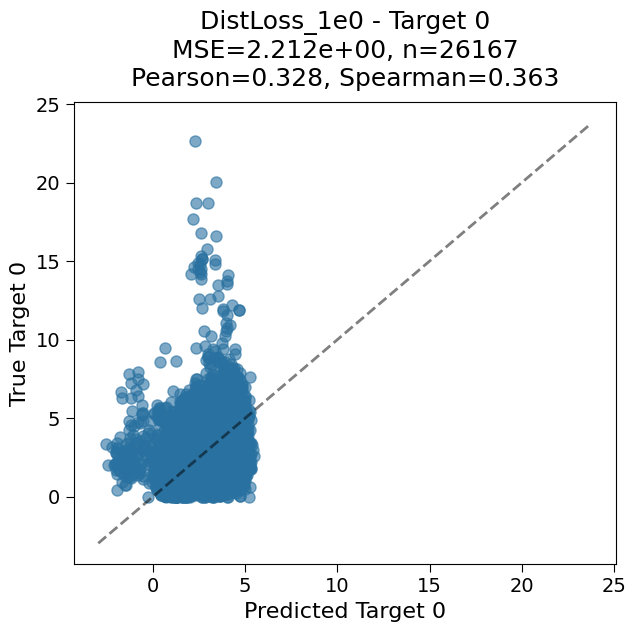 DistLoss_1e0 - Target 0
MSE=2.212e+00, n=26167
Pearson=0.328, Spearman=0.363
25
20
15
10
5
0
True Target 0
0
5
10
15
20
25
Predicted Target 0